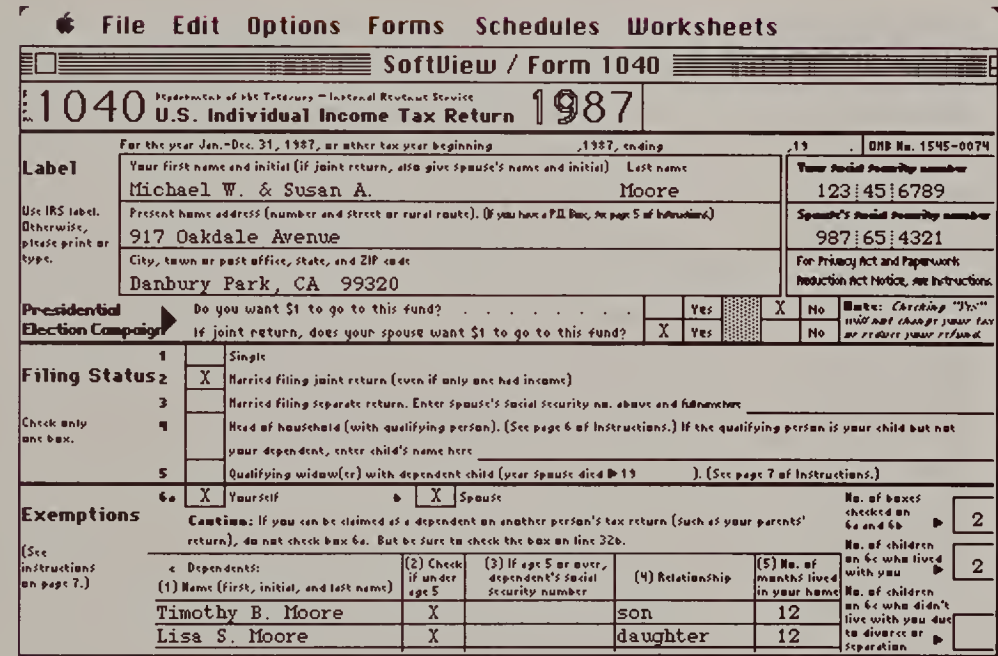 File Edit Options Forms Schedules Worksheets
SoftView / Form 1040
1040 Department of the Treasury — Internal Revenue Service
U.S. Individual Income Tax Return 1987
For the year Jan.-Dec. 31, 1987, or other tax year beginning ,1987, ending ,19 . OMB No. 1545-0074
Label
Use IRS label. Otherwise, please print or type.
Your first name and initial (if joint return, also give spouse's name and initial) Last name
Michael W. & Susan A. Moore
Your social security number
123 45 6789
Present home address (number and street or rural route). (If you have a P.O. Box, see page 5 of Instructions.)
917 Oakdale Avenue
Spouse's social security number
987 65 4321
City, town or post office, state, and ZIP code
Danbury Park, CA 99320
For Privacy Act and Paperwork
Reduction Act Notice, see Instructions.
Presidential
Election Campaign
Do you want $1 to go to this fund? . . . . . . . . Yes X No
If joint return, does your spouse want $1 to go to this fund? X Yes No
Note: Checking "Yes"
will not change your tax
or reduce your refund.
Filing Status
Check only
one box.
1 Single
2 X Married filing joint return (even if only one had income)
3 Married filing separate return. Enter spouse's social security no. above and
4 Head of household (with qualifying person). (See page 6 of Instructions.) If the qualifying person is your child but not
your dependent, enter child's name here
5 Qualifying widow(er) with dependent child (year spouse died ▶ 19 ). (See page 7 of Instructions.)
Exemptions
(See
instructions
on page 7.)
6a X Yourself b X Spouse
Caution: If you can be claimed as a dependent on another person's tax return (such as your parents'
return), do not check box 6a. But be sure to check the box on line 32b.
No. of boxes
checked on
6a and 6b ▶ 2
c Dependents:
(1) Name (first, initial, and last name)
(2) Check
if under
age 5
(3) If age 5 or over,
dependent's social
security number
(4) Relationship
(5) No. of
months lived
in your home
No. of children
on 6c who lived
with you ▶ 2
Timothy B. Moore X son 12
Lisa S. Moore X daughter 12
No. of children
on 6c who didn't
live with you due
to divorce or
separation ▶